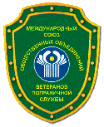 МЕЖДУНАРОДНЫЙ
СОЮЗ
ОБЩЕСТВЕННЫХ ОБЪЕДИНЕНИЙ
ВЕТЕРАНОВ
ПОГРАНИЧНОЙ
СЛУЖБЫ